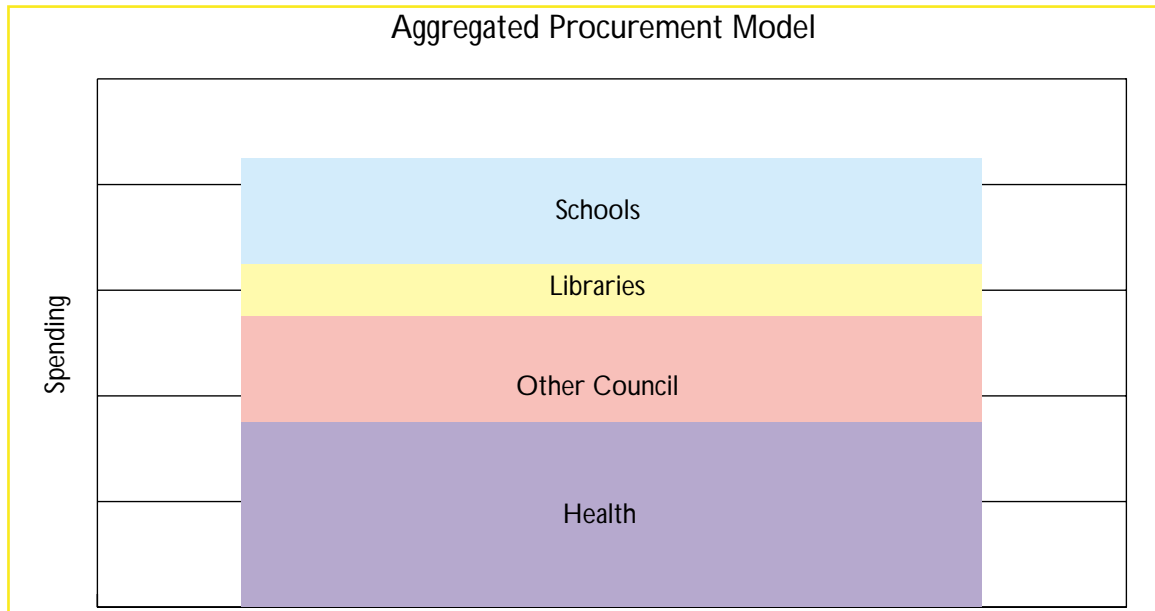 Aggregated Procurement Model
Spending
Schools
Libraries
Other Council
Health